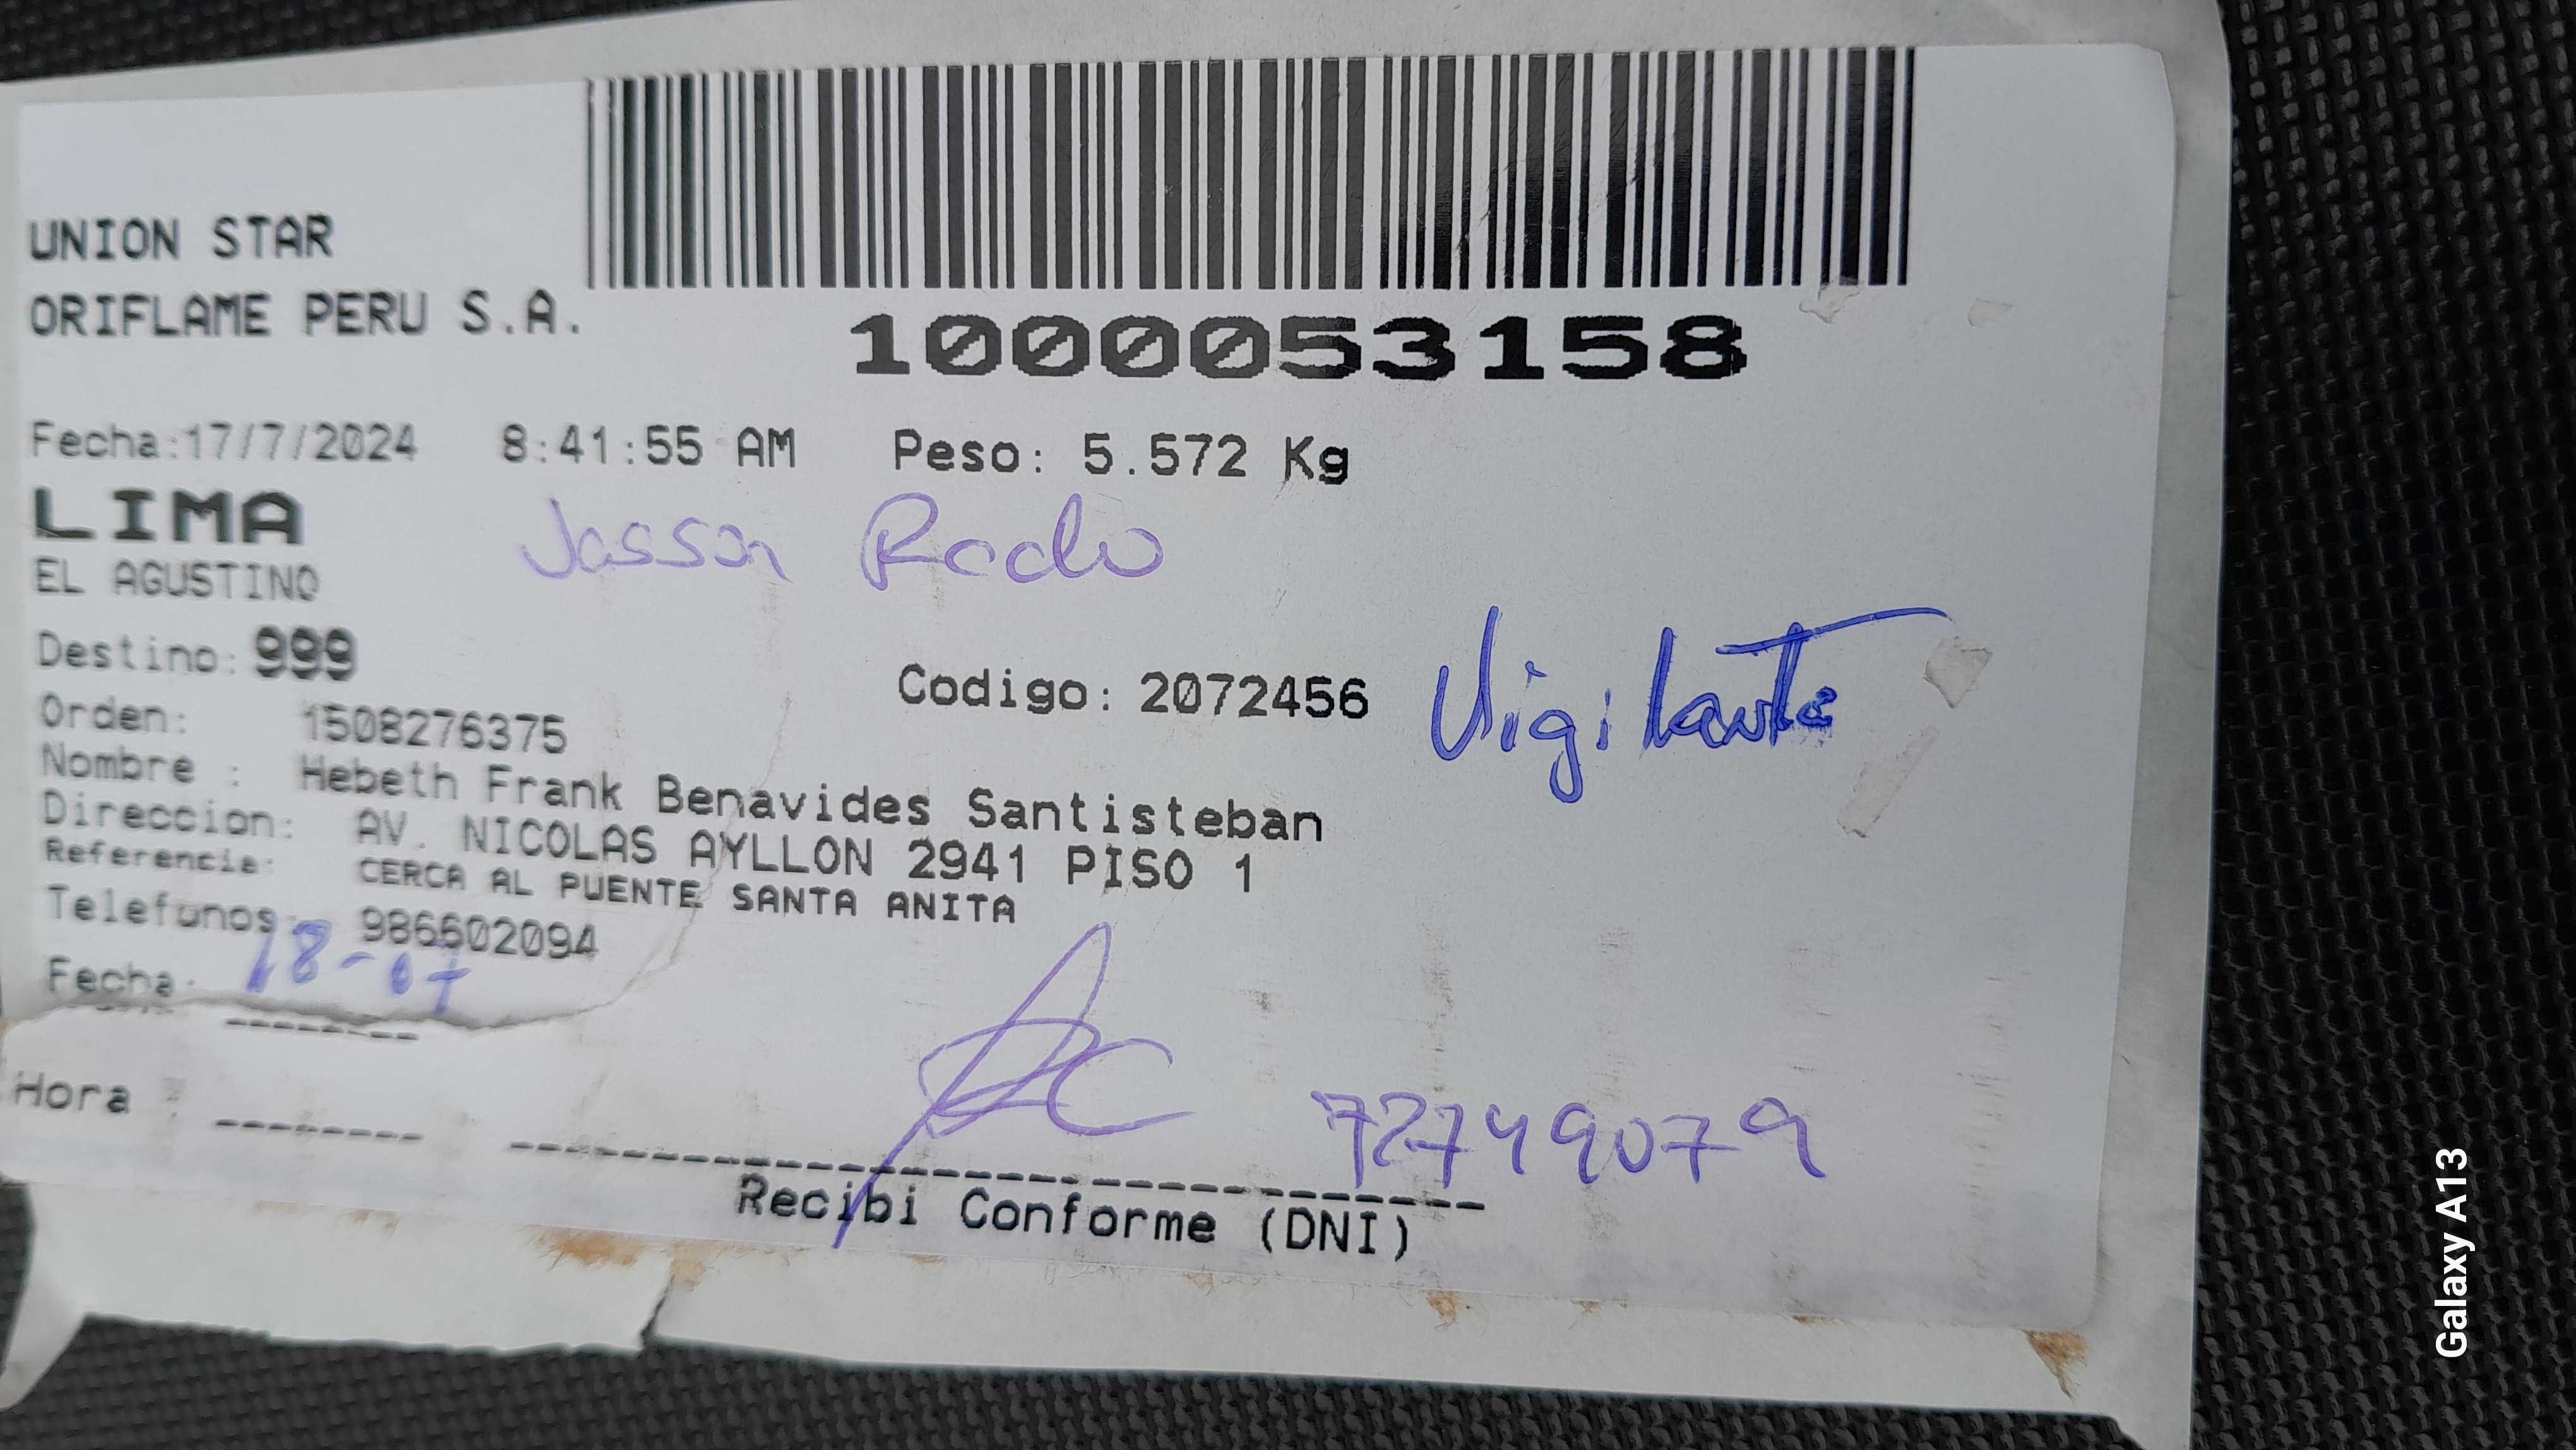 UNION STAR
ORIFLAME PERU S.A.
1000053158
Fecha:17/7/2024 8:41:55 AM Peso: 5.572 Kg
LIMA
EL AGUSTINO
Jasson Rodo
Destino: 999
Codigo: 2072456 Vigilante
Orden: 1508276375
Nombre : Hebeth Frank Benavides Santisteban
Direccion: AV. NICOLAS AYLLON 2941 PISO 1
Referencia: CERCA AL PUENTE SANTA ANITA
Telefonos: 986602094
Fecha: 18-07
Hora :
72749079
Recibi Conforme (DNI)
Galaxy A13